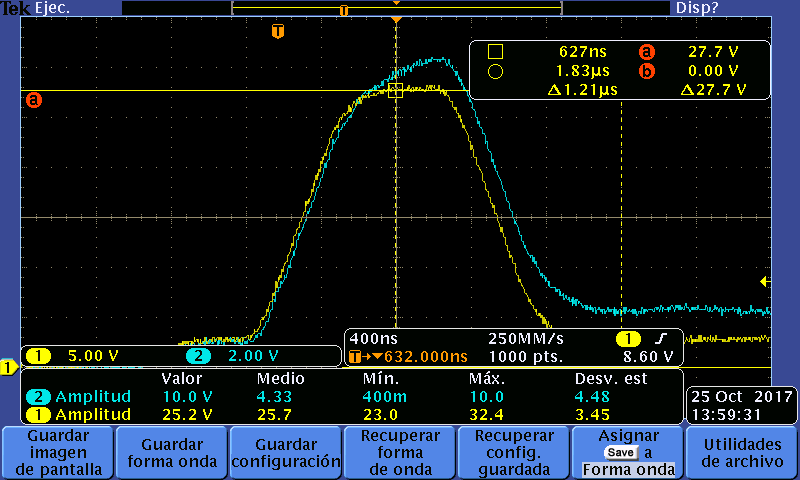 Tek Ejec. Disp?
T
T
627ns a 27.7 V
1.83µs b 0.00 V
Δ1.21µs Δ27.7 V
a
1
1 5.00 V 2 2.00 V
400ns 250MM/s 1 8.60 V
T→▼632.000ns 1000 pts.
Valor Medio Mín. Máx. Desv. est
2 Amplitud 10.0 V 4.33 400m 10.0 4.48
1 Amplitud 25.2 V 25.7 23.0 32.4 3.45
25 Oct 2017
13:59:31
Guardar
imagen
de pantalla
Guardar
forma onda
Guardar
configuración
Recuperar
forma
de onda
Recuperar
config.
guardada
Asignar
Save a
Forma onda
Utilidades
de archivo